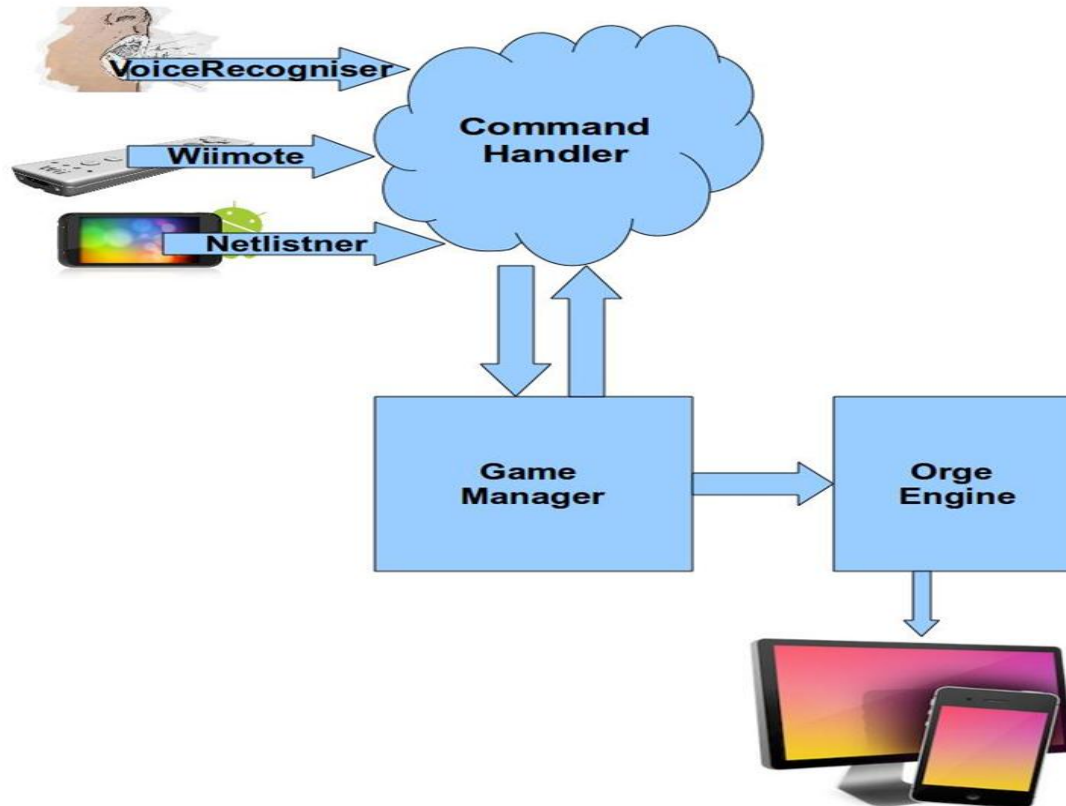 VoiceRecogniser
Command
Handler
Wiimote
Netlistner
Game
Manager
Orge
Engine